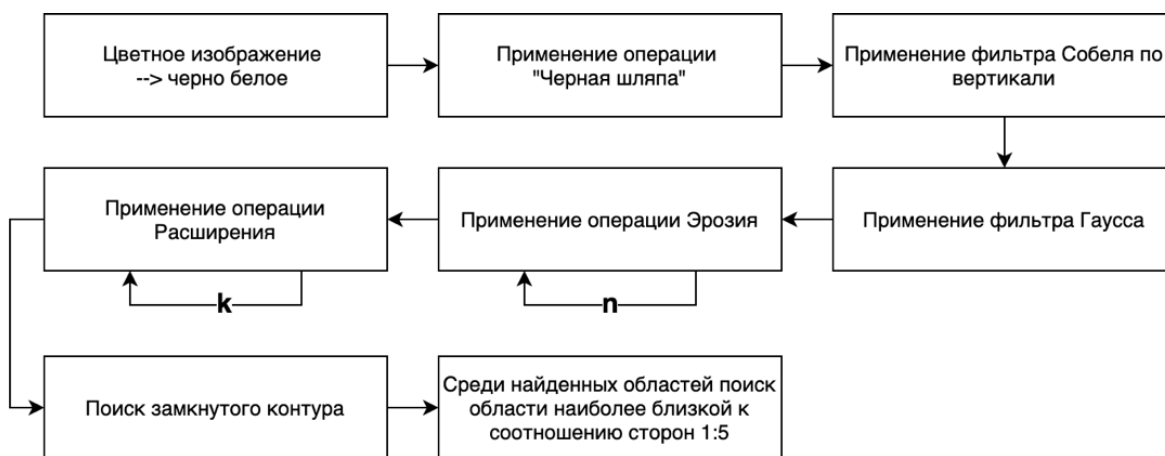 Цветное изображение
--> черно белое
Применение операции
"Черная шляпа"
Применение фильтра Собеля по
вертикали
Применение фильтра Гаусса
Применение операции Эрозия
n
Применение операции
Расширения
k
Поиск замкнутого контура
Среди найденных областей поиск
области наиболее близкой к
соотношению сторон 1:5